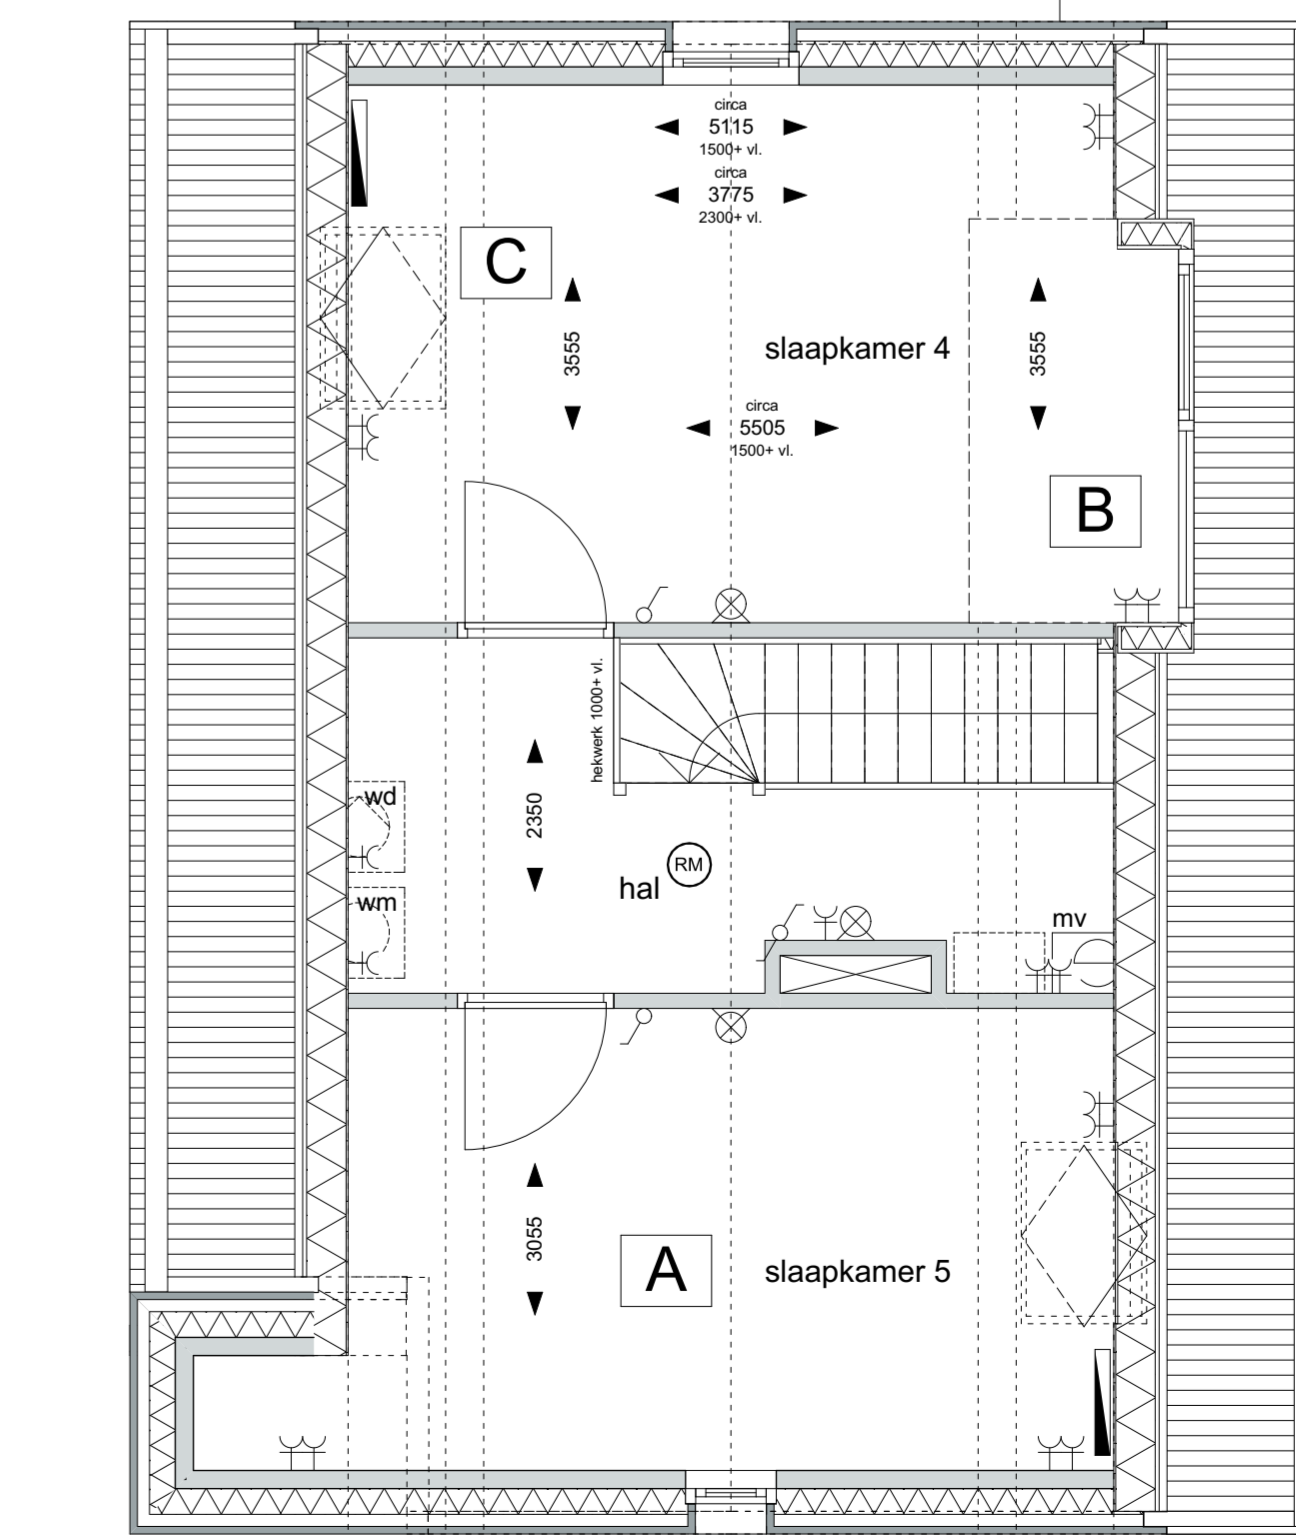 circa
5115
1500+ vl.
circa
3775
2300+ vl.
C
3555
slaapkamer 4
3555
circa
5505
1500+ vl.
B
hekwerk 1000+ vl.
wd
2350
RM
hal
wm
mv
3055
A
slaapkamer 5